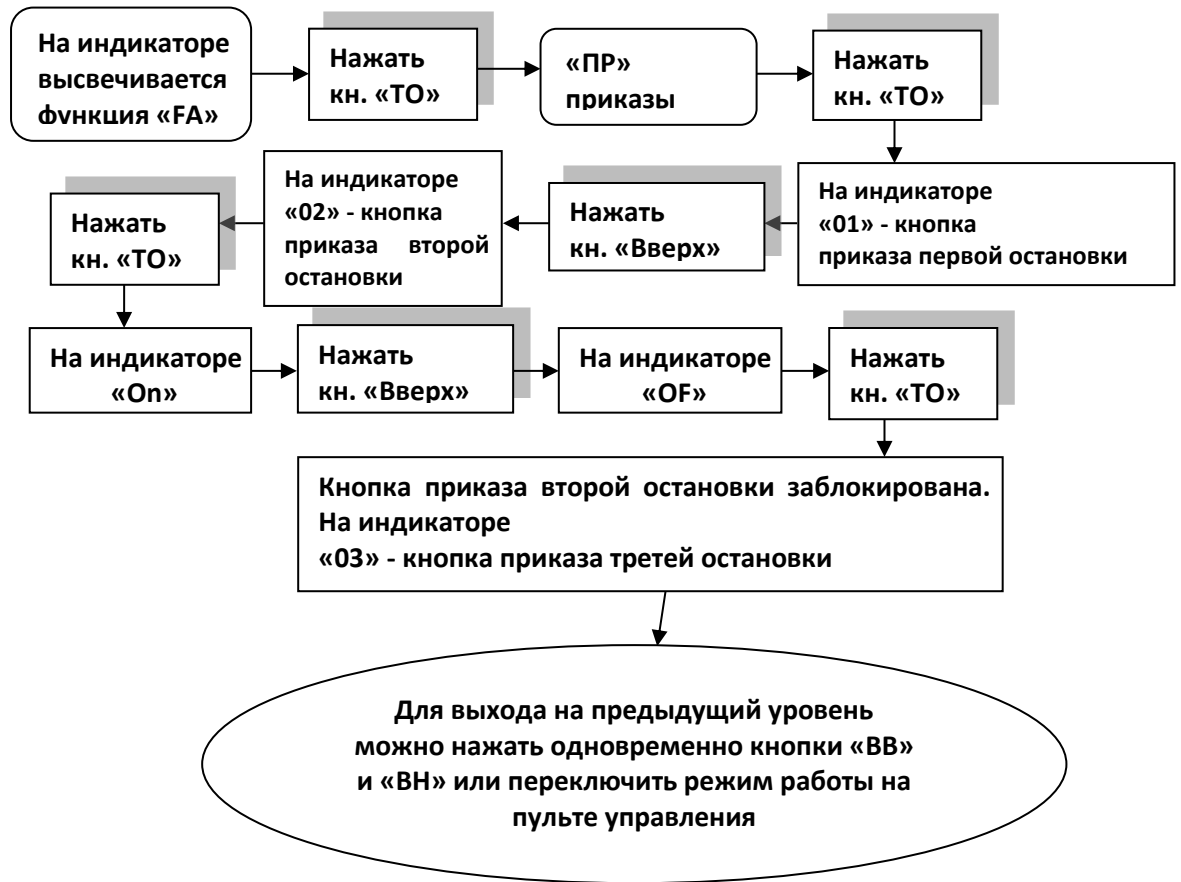 На индикаторе
высвечивается
функция «FA»
Нажать
кн. «ТО»
«ПР»
приказы
Нажать
кн. «ТО»
На индикаторе
«01» - кнопка
приказа первой остановки
Нажать
кн. «Вверх»
На индикаторе
«02» - кнопка
приказа второй
остановки
Нажать
кн. «ТО»
На индикаторе
«On»
Нажать
кн. «Вверх»
На индикаторе
«OF»
Нажать
кн. «ТО»
Кнопка приказа второй остановки заблокирована.
На индикаторе
«03» - кнопка приказа третей остановки
Для выхода на предыдущий уровень
можно нажать одновременно кнопки «ВВ»
и «ВН» или переключить режим работы на
пульте управления